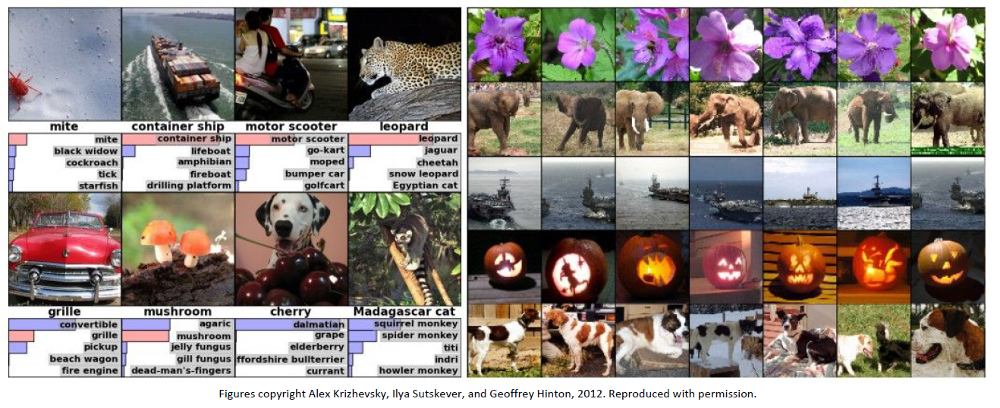 mite
container ship
motor scooter
leopard
mite
black widow
cockroach
tick
starfish
container ship
lifeboat
amphibian
fireboat
drilling platform
motor scooter
go-kart
moped
bumper car
golfcart
leopard
jaguar
cheetah
snow leopard
Egyptian cat
grille
mushroom
cherry
Madagascar cat
convertible
grille
pickup
beach wagon
fire engine
agaric
mushroom
jelly fungus
gill fungus
dead-man's-fingers
dalmatian
grape
elderberry
ffordshire bullterrier
currant
squirrel monkey
spider monkey
titi
indri
howler monkey
Figures copyright Alex Krizhevsky, Ilya Sutskever, and Geoffrey Hinton, 2012. Reproduced with permission.